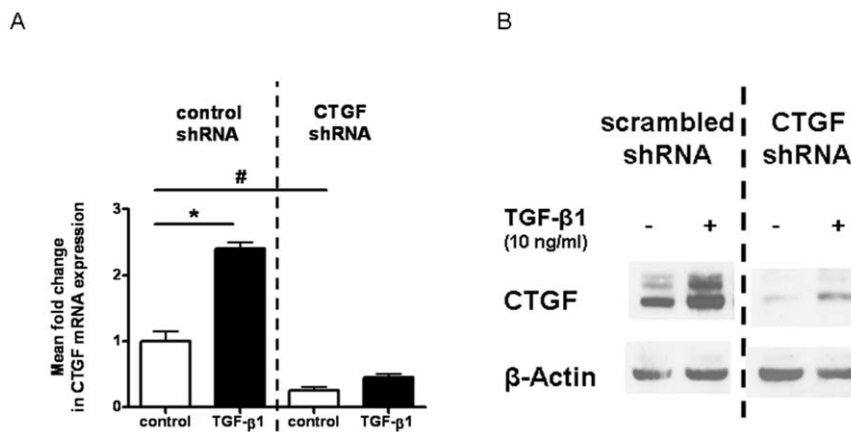 A
control
shRNA
CTGF
shRNA
#
*
Mean fold change
in CTGF mRNA expression
3
2
1
0
control
TGF-β1
control
TGF-β1
B
scrambled
shRNA
CTGF
shRNA
TGF-β1
(10 ng/ml)
- + - +
CTGF
β-Actin